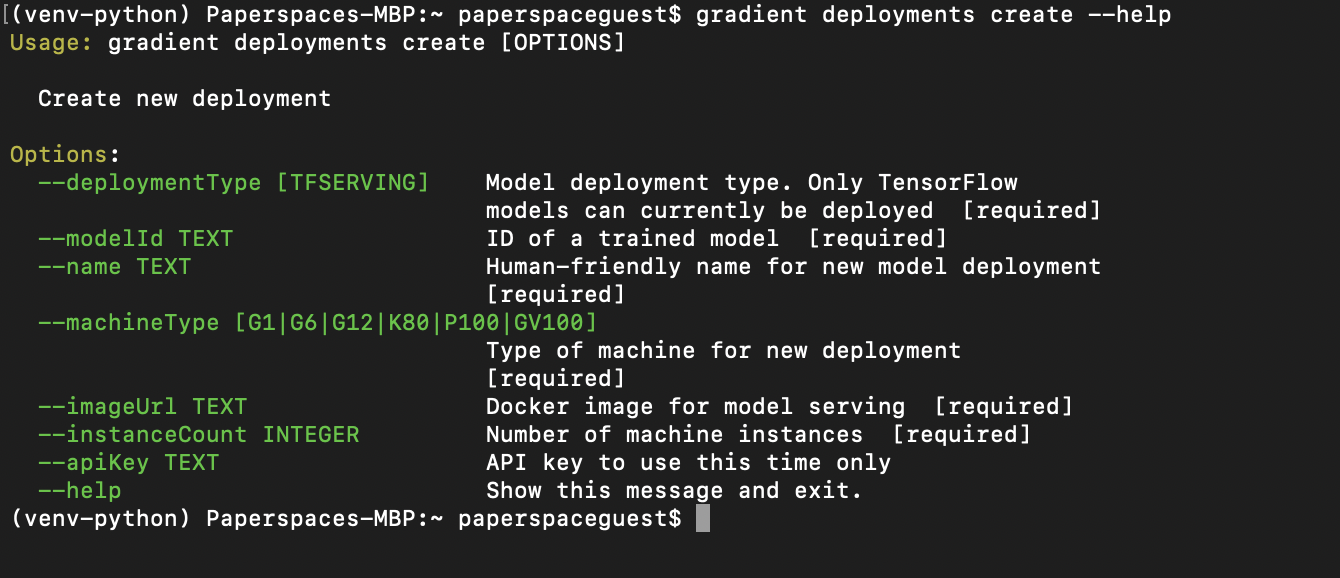 [(venv-python) Paperspaces-MBP:~ paperspaceguest$ gradient deployments create --help
Usage: gradient deployments create [OPTIONS]
Create new deployment
Options:
--deploymentType [TFSERVING] Model deployment type. Only TensorFlow
models can currently be deployed [required]
--modelId TEXT ID of a trained model [required]
--name TEXT Human-friendly name for new model deployment
[required]
--machineType [G1|G6|G12|K80|P100|GV100]
Type of machine for new deployment
[required]
--imageUrl TEXT Docker image for model serving [required]
--instanceCount INTEGER Number of machine instances [required]
--apiKey TEXT API key to use this time only
--help Show this message and exit.
(venv-python) Paperspaces-MBP:~ paperspaceguest$